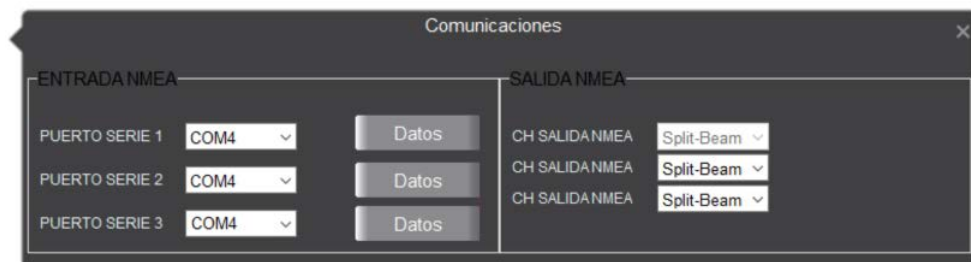 Comunicaciones
ENTRADA NMEA
PUERTO SERIE 1 COM4 Datos
PUERTO SERIE 2 COM4 Datos
PUERTO SERIE 3 COM4 Datos
SALIDA NMEA
CH SALIDA NMEA Split-Beam
CH SALIDA NMEA Split-Beam
CH SALIDA NMEA Split-Beam